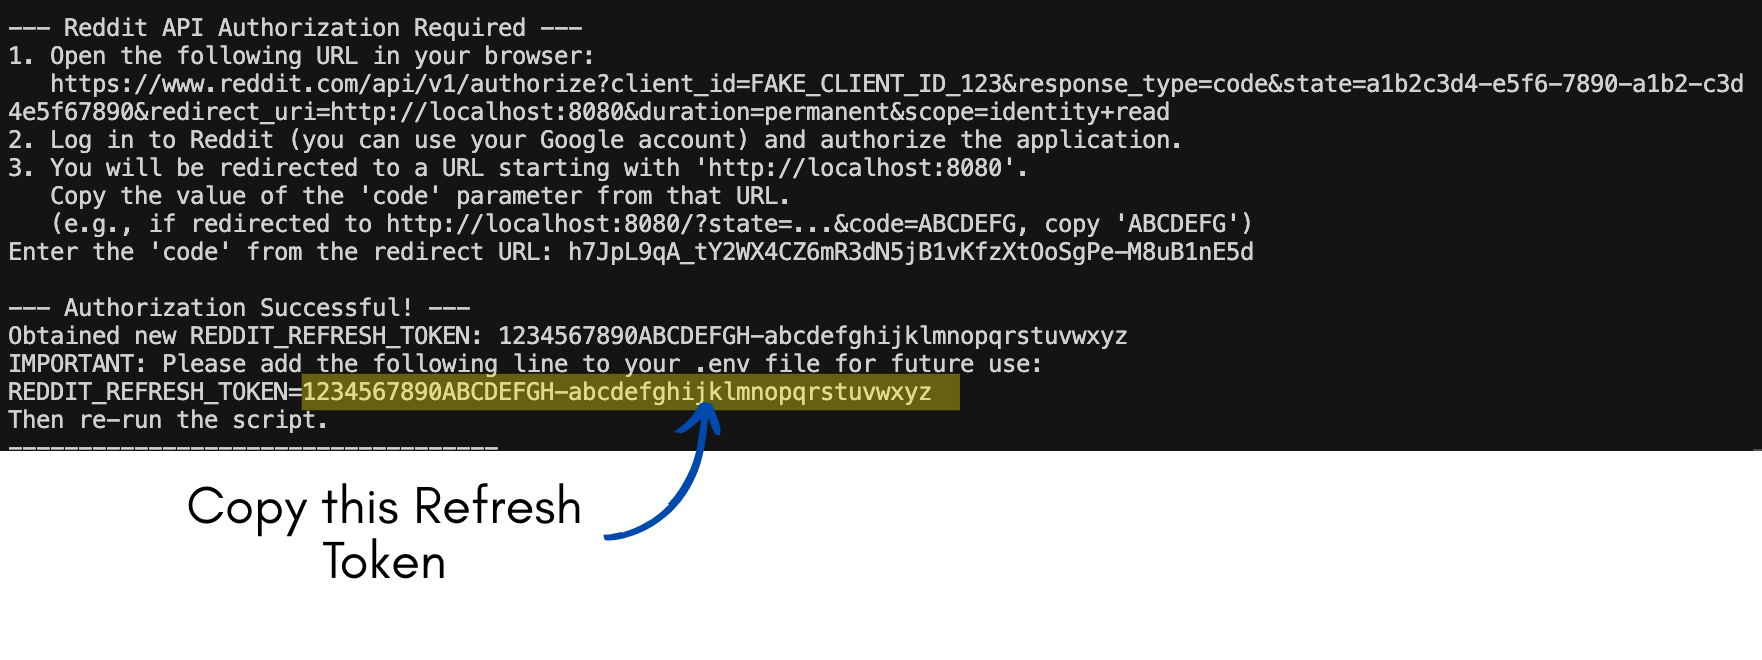 --- Reddit API Authorization Required ---
1. Open the following URL in your browser:
   https://www.reddit.com/api/v1/authorize?client_id=FAKE_CLIENT_ID_123&response_type=code&state=a1b2c3d4-e5f6-7890-a1b2-c3d
4e5f67890&redirect_uri=http://localhost:8080&duration=permanent&scope=identity+read
2. Log in to Reddit (you can use your Google account) and authorize the application.
3. You will be redirected to a URL starting with 'http://localhost:8080'.
   Copy the value of the 'code' parameter from that URL.
   (e.g., if redirected to http://localhost:8080/?state=...&code=ABCDEFG, copy 'ABCDEFG')
Enter the 'code' from the redirect URL: h7JpL9qA_tY2WX4CZ6mR3dN5jB1vKfzXtOoSgPe-M8uB1nE5d

--- Authorization Successful! ---
Obtained new REDDIT_REFRESH_TOKEN: 1234567890ABCDEFGH-abcdefghijklmnopqrstuvwxyz
IMPORTANT: Please add the following line to your .env file for future use:
REDDIT_REFRESH_TOKEN=1234567890ABCDEFGH-abcdefghijklmnopqrstuvwxyz
Then re-run the script.
-----------------------------------
Copy this Refresh
Token